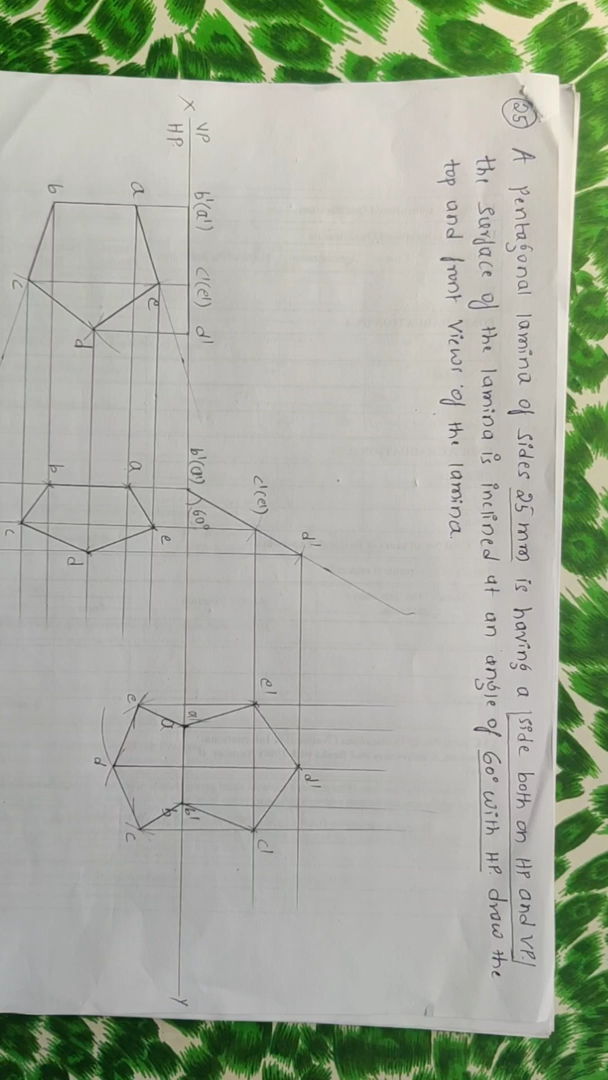 25 A pentagonal lamina of sides 25 mm is having a side both on HP and VP.
the surface of the lamina is inclined at an angle of 60° with HP. draw the
top and front views of the lamina.
d'
c'(e') e' d' c'
60°
X VP b'(a') c'(e') d' b'(a') a' b' Y
HP
a e a e a b
e c
b d b d d
c c